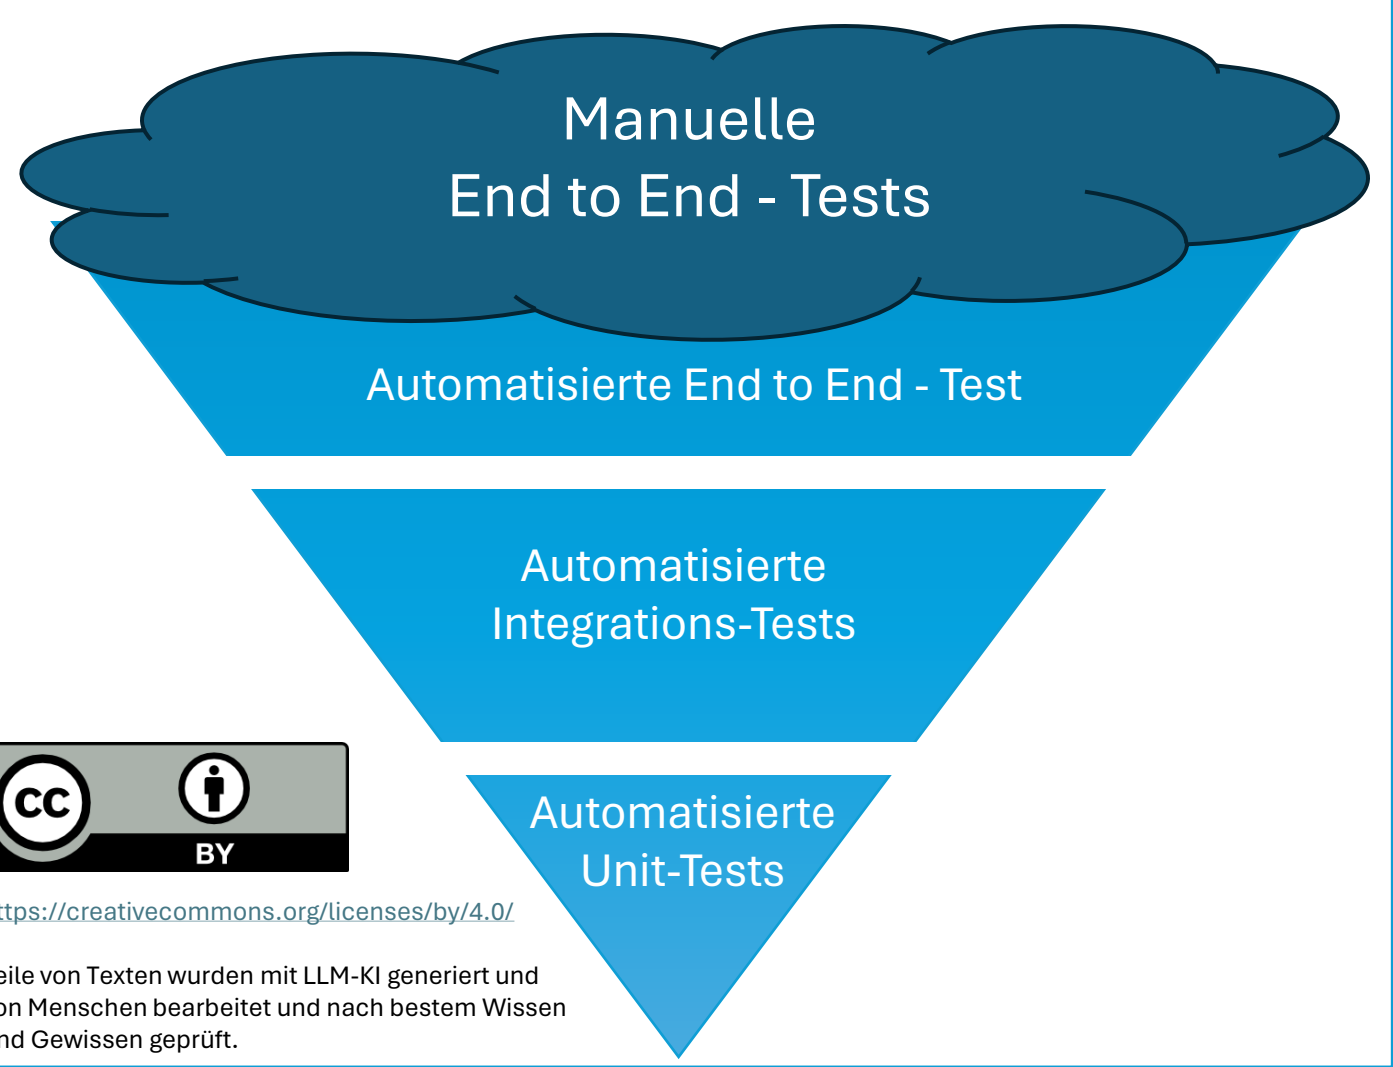 Manuelle
End to End - Tests
Automatisierte End to End - Test
Automatisierte
Integrations-Tests
Automatisierte
Unit-Tests
CC
BY
ttps://creativecommons.org/licenses/by/4.0/
eile von Texten wurden mit LLM-KI generiert und
on Menschen bearbeitet und nach bestem Wissen
nd Gewissen geprüft.